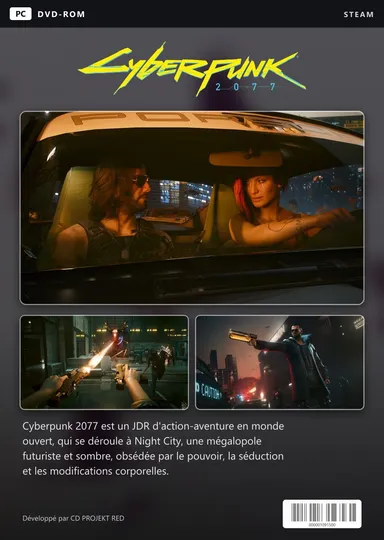 PC DVD-ROM STEAM
Cyberpunk
2077
Cyberpunk 2077 est un JDR d'action-aventure en monde
ouvert, qui se déroule à Night City, une mégalopole
futuriste et sombre, obsédée par le pouvoir, la séduction
et les modifications corporelles.
Développé par CD PROJEKT RED